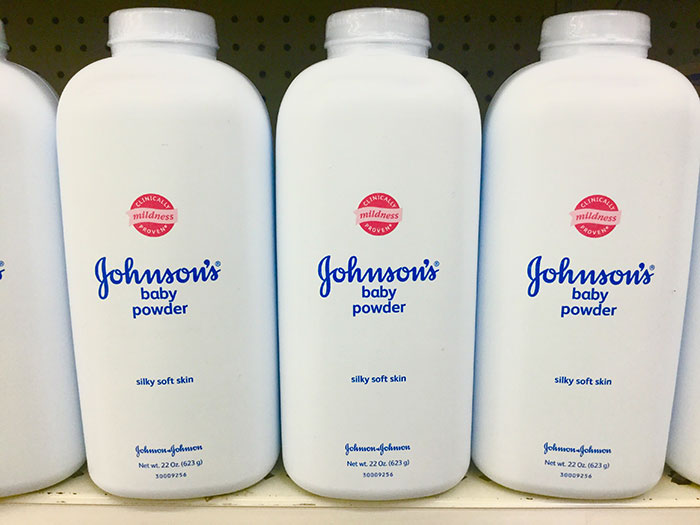 CLINICALLY
mildness
PROVEN
Johnson's®
baby
powder
silky soft skin
Johnson & Johnson
Net wt. 22 Oz. (623 g)
30009256
CLINICALLY
mildness
PROVEN
Johnson's®
baby
powder
silky soft skin
Johnson & Johnson
Net wt. 22 Oz. (623 g)
30009256
CLINICALLY
mildness
PROVEN
Johnson's®
baby
powder
silky soft skin
Johnson & Johnson
Net wt. 22 Oz. (623 g)
30009256